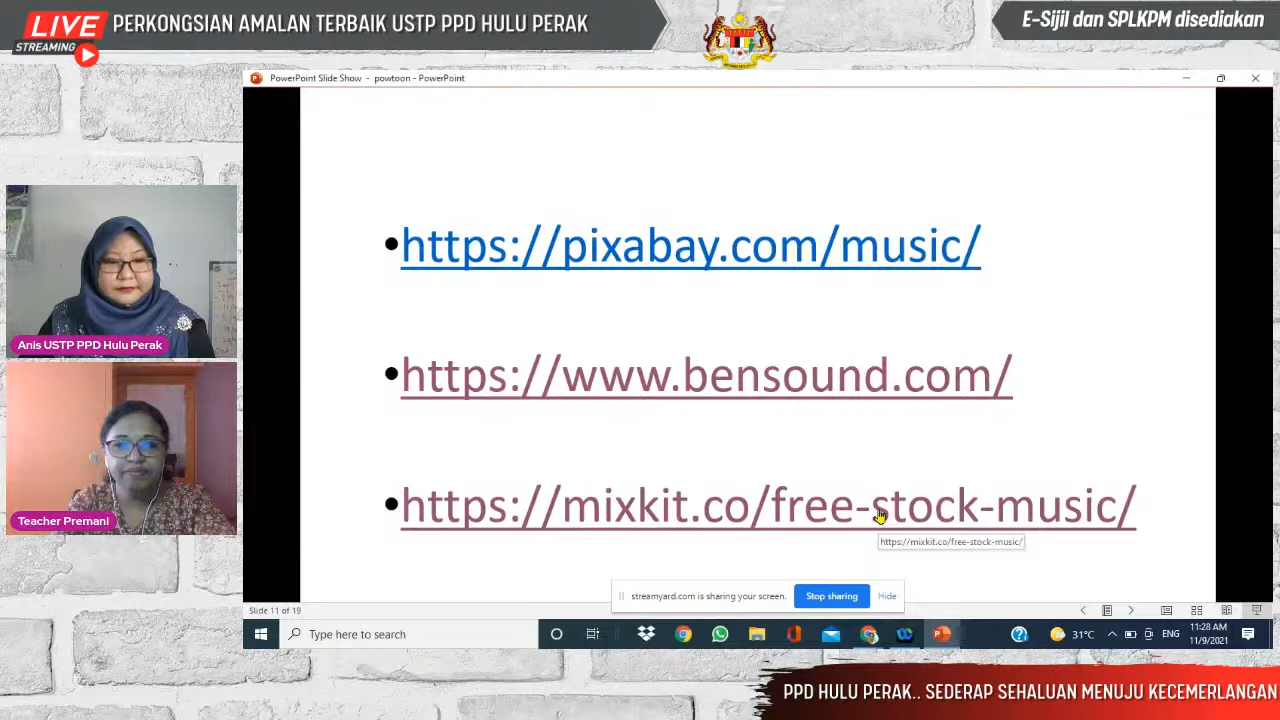 LIVE
STREAMING
PERKONGSIAN AMALAN TERBAIK USTP PPD HULU PERAK
E-Sijil dan SPLKPM disediakan
PowerPoint Slide Show - powtoon - PowerPoint
•https://pixabay.com/music/
•https://www.bensound.com/
•https://mixkit.co/free-stock-music/
https://mixkit.co/free-stock-music/
Anis USTP PPD Hulu Perak
Teacher Premani
streamyard.com is sharing your screen.
Stop sharing
Hide
Slide 11 of 19
Type here to search
31°C
ENG
11:28 AM
11/9/2021
PPD HULU PERAK.. SEDERAP SEHALUAN MENUJU KECEMERLANGAN